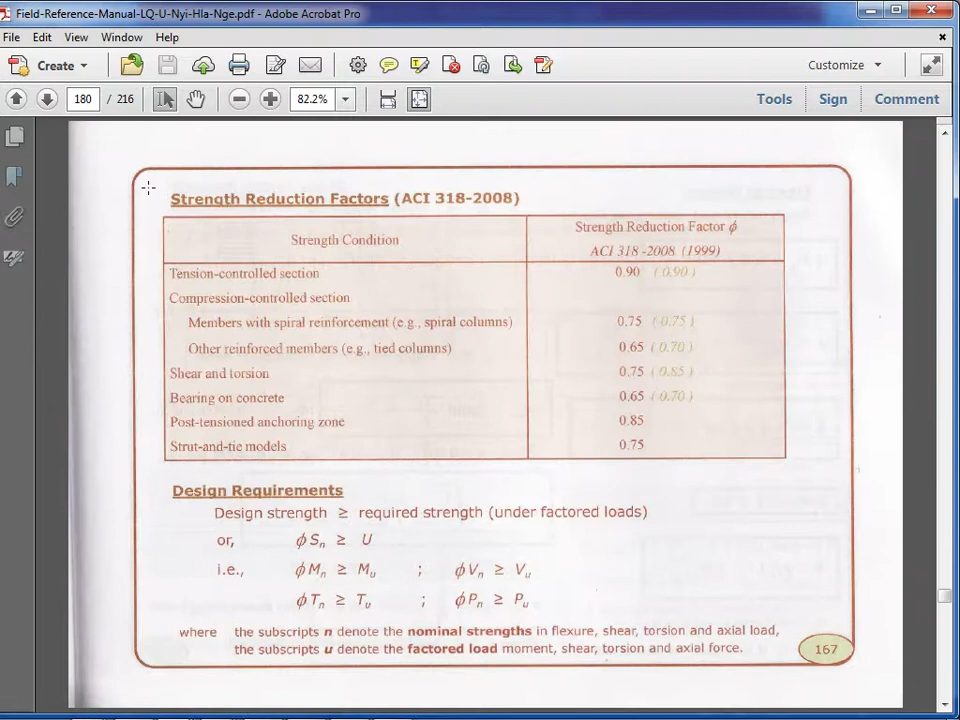 Field-Reference-Manual-LQ-U-Nyi-Hla-Nge.pdf - Adobe Acrobat Pro
File Edit View Window Help
Create Customize
180 / 216 82.2% Tools Sign Comment
Strength Reduction Factors (ACI 318-2008)
Strength Condition
Strength Reduction Factor ϕ
ACI 318 -2008 (1999)
Tension-controlled section 0.90 ( 0.90 )
Compression-controlled section
Members with spiral reinforcement (e.g., spiral columns) 0.75 ( 0.75 )
Other reinforced members (e.g., tied columns) 0.65 ( 0.70 )
Shear and torsion 0.75 ( 0.85 )
Bearing on concrete 0.65 ( 0.70 )
Post-tensioned anchoring zone 0.85
Strut-and-tie models 0.75
Design Requirements
Design strength ≥ required strength (under factored loads)
or, ϕ Sn ≥ U
i.e., ϕ Mn ≥ Mu ; ϕ Vn ≥ Vu
ϕ Tn ≥ Tu ; ϕ Pn ≥ Pu
where the subscripts n denote the nominal strengths in flexure, shear, torsion and axial load,
the subscripts u denote the factored load moment, shear, torsion and axial force.
167